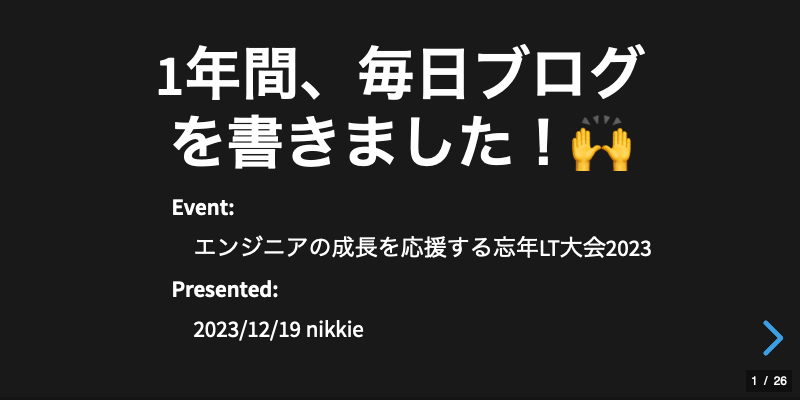 1年間、毎日ブログ
を書きました！🙌
Event:
エンジニアの成長を応援する忘年LT大会2023
Presented:
2023/12/19 nikkie
1 / 26